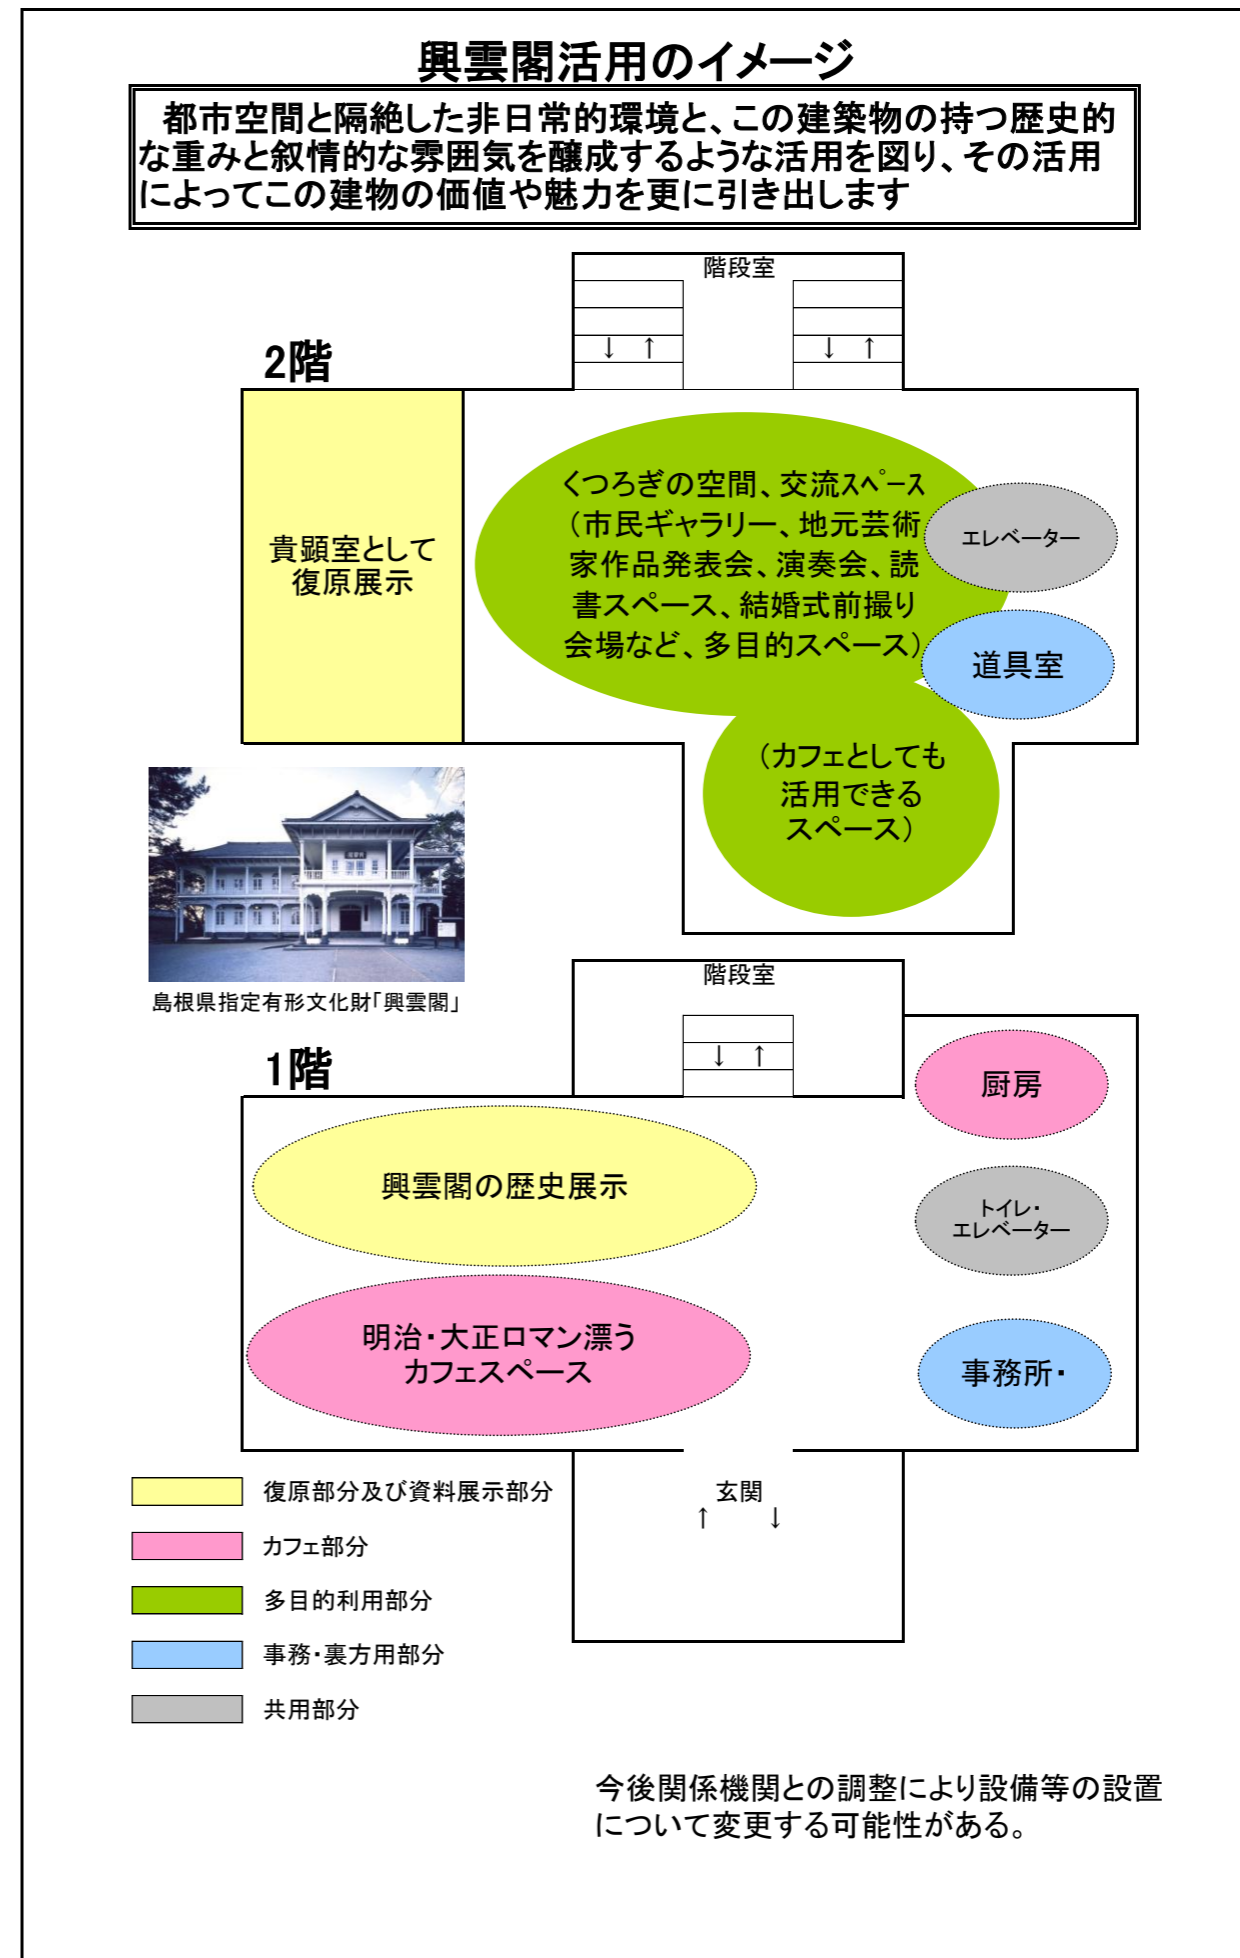 興雲閣活用のイメージ
都市空間と隔絶した非日常的環境と、この建築物の持つ歴史的
な重みと叙情的な雰囲気を醸成するような活用を図り、その活用
によってこの建物の価値や魅力を更に引き出します
階段室
↓ ↑
↓ ↑
2階
貴顕室として
復原展示
くつろぎの空間、交流ｽﾍﾟｰｽ
（市民ギャラリー、地元芸術
家作品発表会、演奏会、読
書スペース、結婚式前撮り
会場など、多目的スペース）
エレベーター
道具室
（カフェとしても
活用できる
スペース）
島根県指定有形文化財「興雲閣」
階段室
↓ ↑
1階
厨房
興雲閣の歴史展示
トイレ・
エレベーター
明治・大正ロマン漂う
カフェスペース
事務所・
玄関
↑ ↓
復原部分及び資料展示部分
カフェ部分
多目的利用部分
事務・裏方用部分
共用部分
今後関係機関との調整により設備等の設置
について変更する可能性がある。